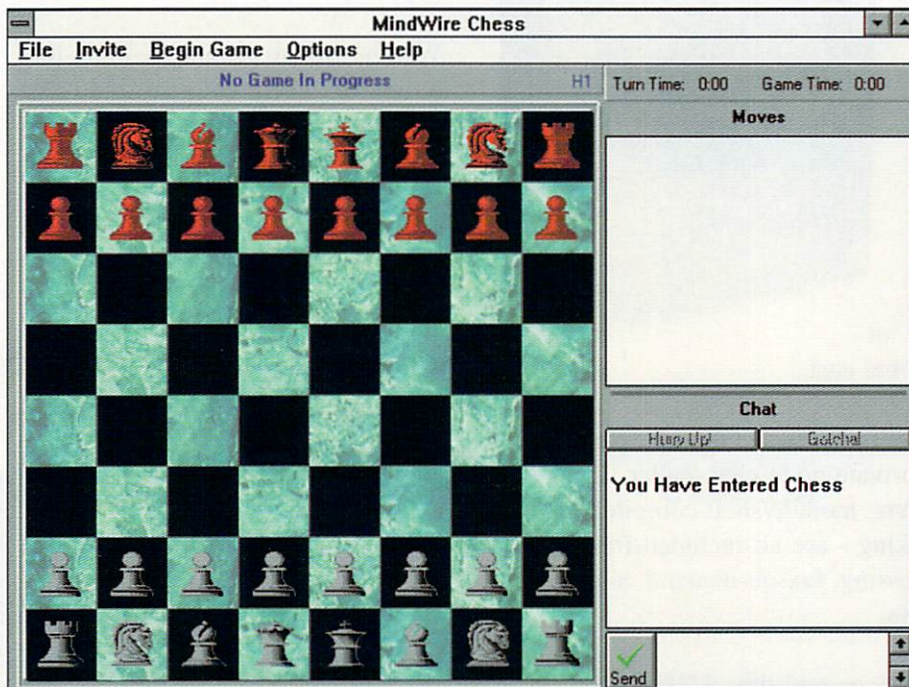 MindWire Chess
File Invite Begin Game Options Help
No Game In Progress H1
Turn Time: 0:00 Game Time: 0:00
Moves
Chat
Hurry Up! Gotcha!
You Have Entered Chess
Send